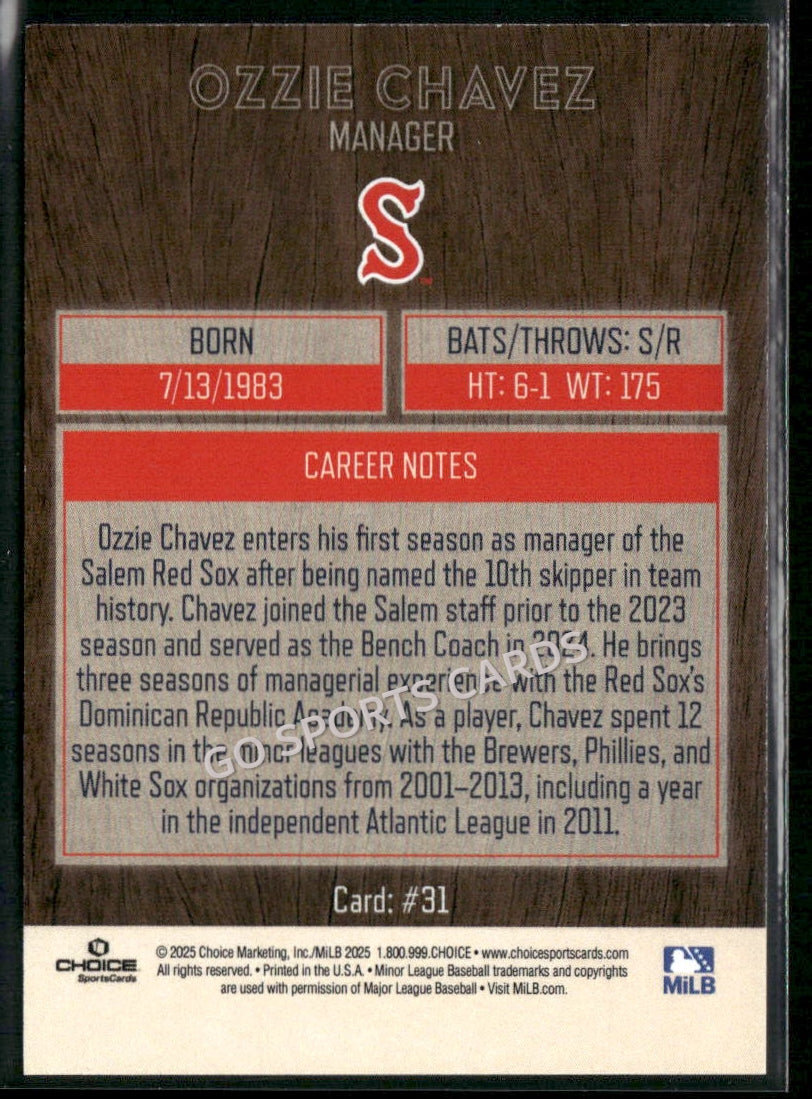 OZZIE CHAVEZ
MANAGER
S
BORN
7/13/1983
BATS/THROWS: S/R
HT: 6-1 WT: 175
CAREER NOTES
Ozzie Chavez enters his first season as manager of the
Salem Red Sox after being named the 10th skipper in team
history. Chavez joined the Salem staff prior to the 2023
season and served as the Bench Coach in 2024. He brings
three seasons of managerial experience with the Red Sox's
Dominican Republic Academy. As a player, Chavez spent 12
seasons in the minor leagues with the Brewers, Phillies, and
White Sox organizations from 2001–2013, including a year
in the independent Atlantic League in 2011.
GO SPORTS CARDS
Card: #31
CHOICE
SportsCards
© 2025 Choice Marketing, Inc./MiLB 2025 1.800.999.CHOICE • www.choicesportscards.com
All rights reserved. • Printed in the U.S.A. • Minor League Baseball trademarks and copyrights
are used with permission of Major League Baseball • Visit MiLB.com.
MiLB